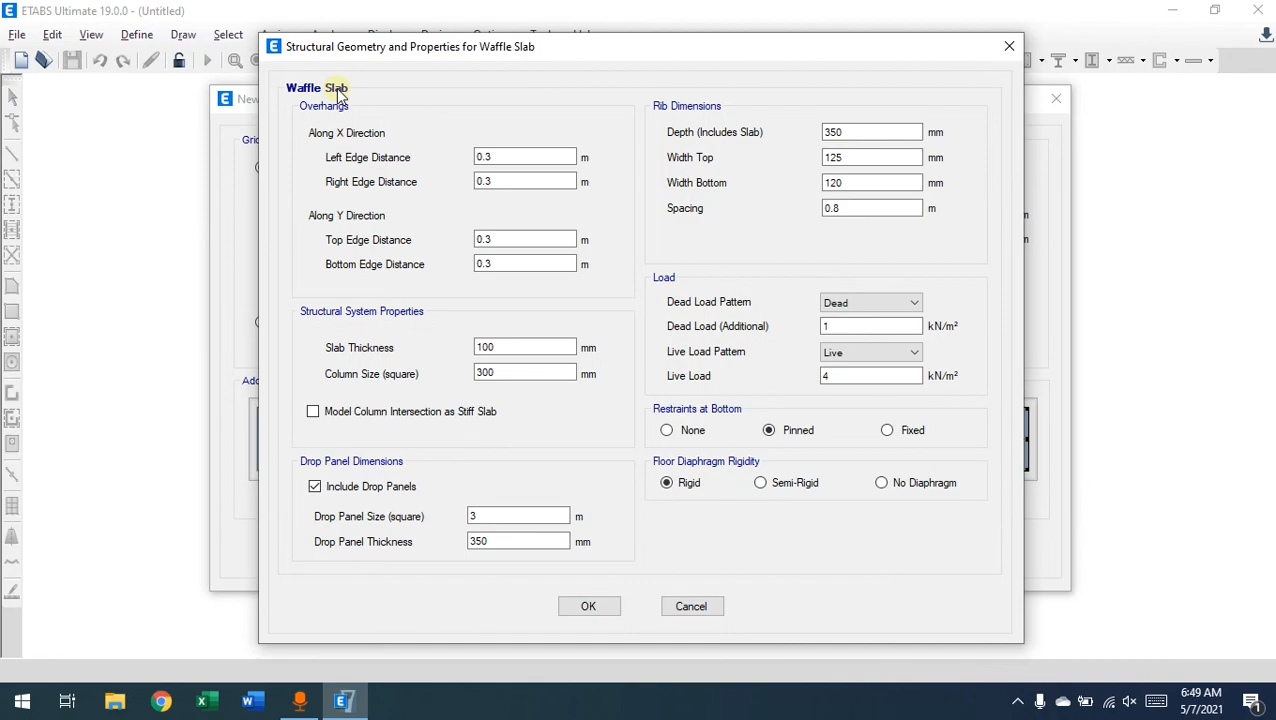 ETABS Ultimate 19.0.0 - (Untitled)
File Edit View Define Draw Select
Structural Geometry and Properties for Waffle Slab
New
Grid
Add
Waffle Slab
Overhangs
Along X Direction
Left Edge Distance 0.3 m
Right Edge Distance 0.3 m
Along Y Direction
Top Edge Distance 0.3 m
Bottom Edge Distance 0.3 m
Structural System Properties
Slab Thickness 100 mm
Column Size (square) 300 mm
Model Column Intersection as Stiff Slab
Drop Panel Dimensions
Include Drop Panels
Drop Panel Size (square) 3 m
Drop Panel Thickness 350 mm
Rib Dimensions
Depth (Includes Slab) 350 mm
Width Top 125 mm
Width Bottom 120 mm
Spacing 0.8 m
Load
Dead Load Pattern Dead
Dead Load (Additional) 1 kN/m²
Live Load Pattern Live
Live Load 4 kN/m²
Restraints at Bottom
None Pinned Fixed
Floor Diaphragm Rigidity
Rigid Semi-Rigid No Diaphragm
OK Cancel
6:49 AM
5/7/2021